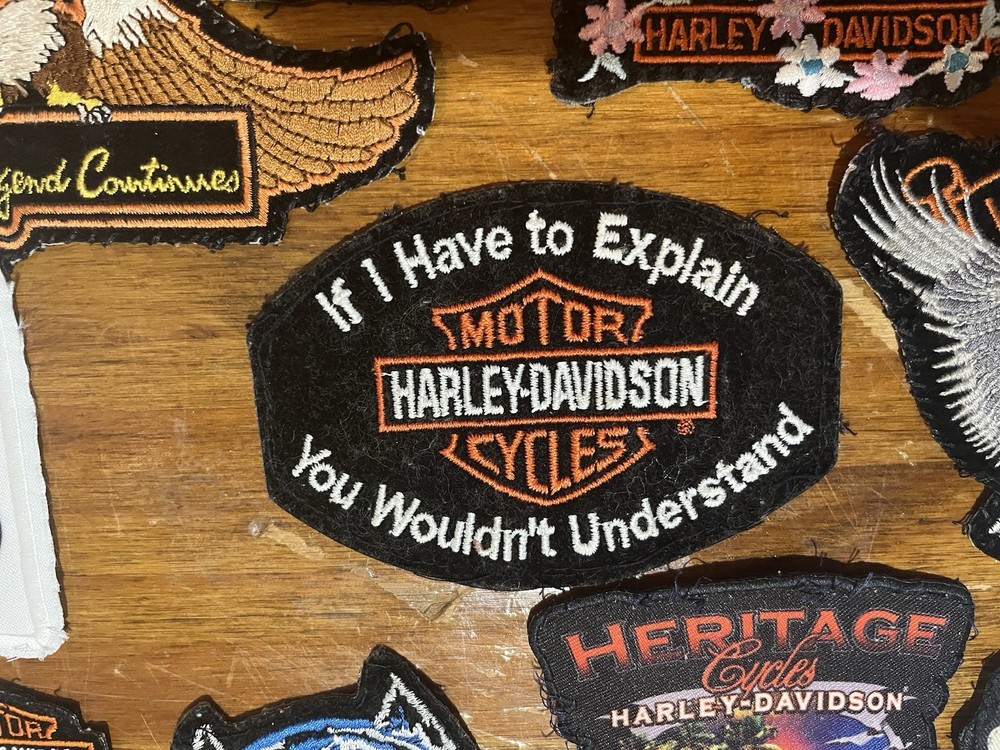 HARLEY DAVIDSON
gend Continues
If I Have to Explain
MOTOR
HARLEY-DAVIDSON
CYCLES
You Wouldn't Understand
HERITAGE
Cycles
HARLEY-DAVIDSON
TOR